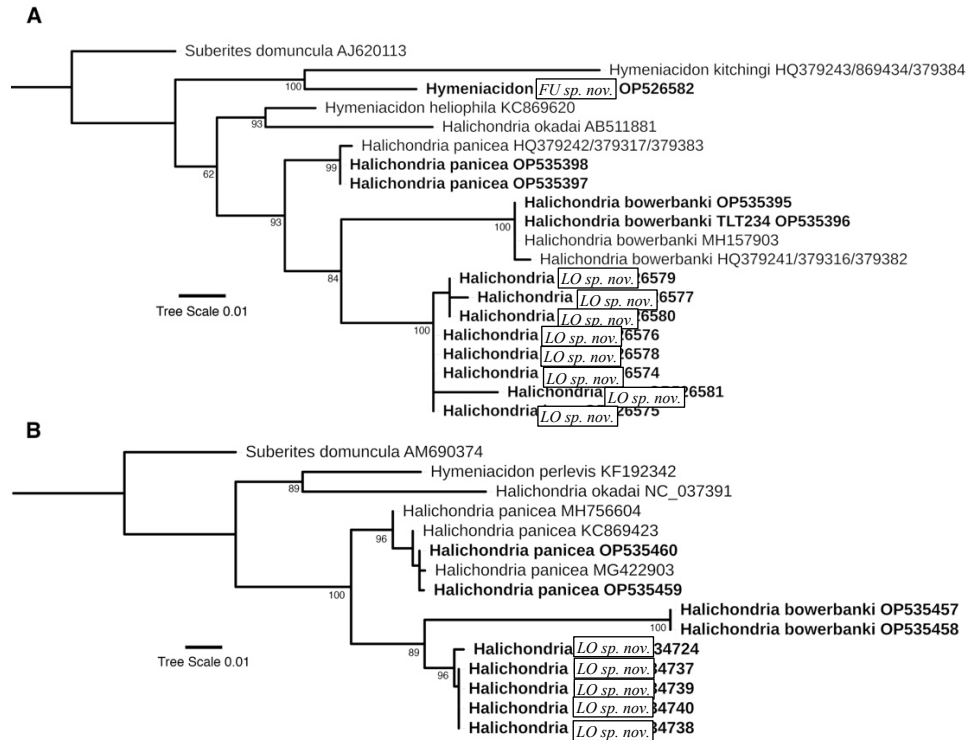 A
Suberites domuncula AJ620113
Hymeniacidon kitchingi HQ379243/869434/379384
100
Hymeniacidon FU sp. nov. OP526582
Hymeniacidon heliophila KC869620
93
Halichondria okadai AB511881
Halichondria panicea HQ379242/379317/379383
62
99
Halichondria panicea OP535398
Halichondria panicea OP535397
Halichondria bowerbanki OP535395
93
100
Halichondria bowerbanki TLT234 OP535396
Halichondria bowerbanki MH157903
Halichondria bowerbanki HQ379241/379316/379382
84
Halichondria LO sp. nov. 26579
Tree Scale 0.01
Halichondria LO sp. nov. 6577
Halichondria LO sp. nov. 26580
100
Halichondria LO sp. nov. 26576
Halichondria LO sp. nov. 26578
Halichondria LO sp. nov. 26574
Halichondria LO sp. nov. 26581
Halichondria LO sp. nov. 26575
B
Suberites domuncula AM690374
Hymeniacidon perlevis KF192342
89
Halichondria okadai NC_037391
Halichondria panicea MH756604
96
Halichondria panicea KC869423
Halichondria panicea OP535460
Halichondria panicea MG422903
100
Halichondria panicea OP535459
Halichondria bowerbanki OP535457
100
Halichondria bowerbanki OP535458
89
Halichondria LO sp. nov. 34724
Tree Scale 0.01
96
Halichondria LO sp. nov. 34737
Halichondria LO sp. nov. 34739
Halichondria LO sp. nov. 34740
Halichondria LO sp. nov. 34738